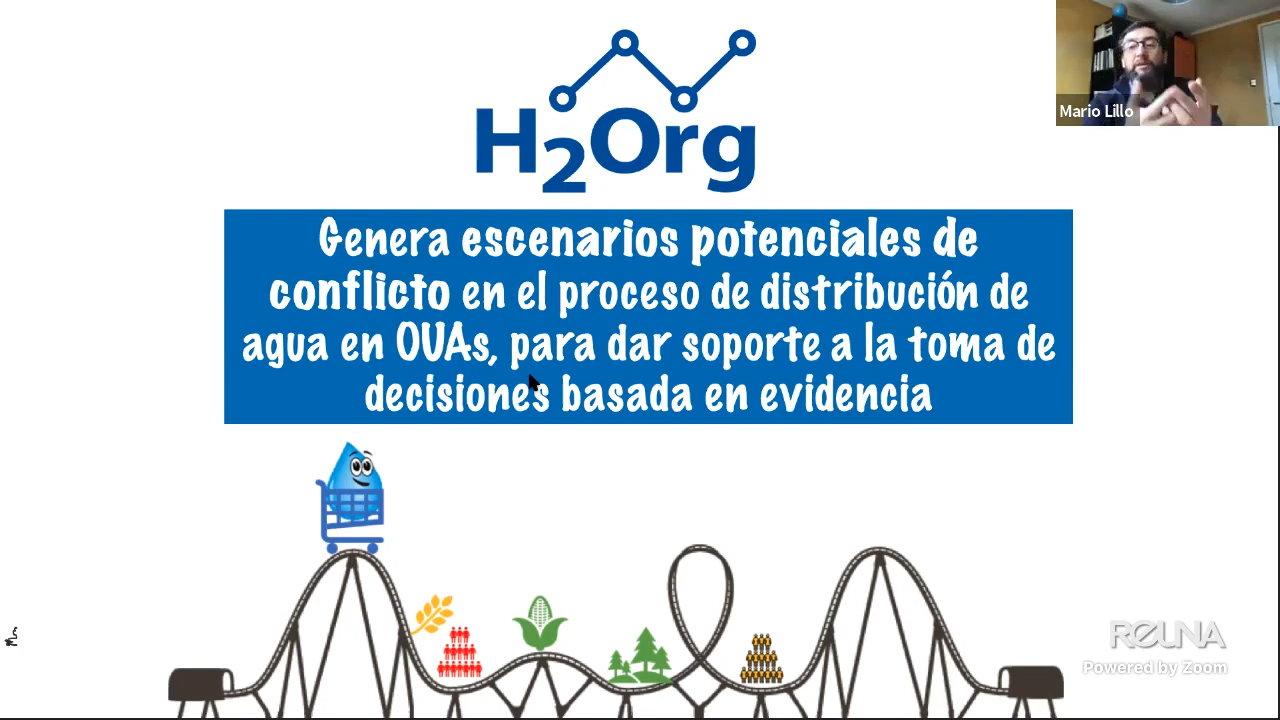 H2Org
Mario Lillo
Genera escenarios potenciales de
conflicto en el proceso de distribución de
agua en OUAs, para dar soporte a la toma de
decisiones basada en evidencia
REUNA
Powered by Zoom